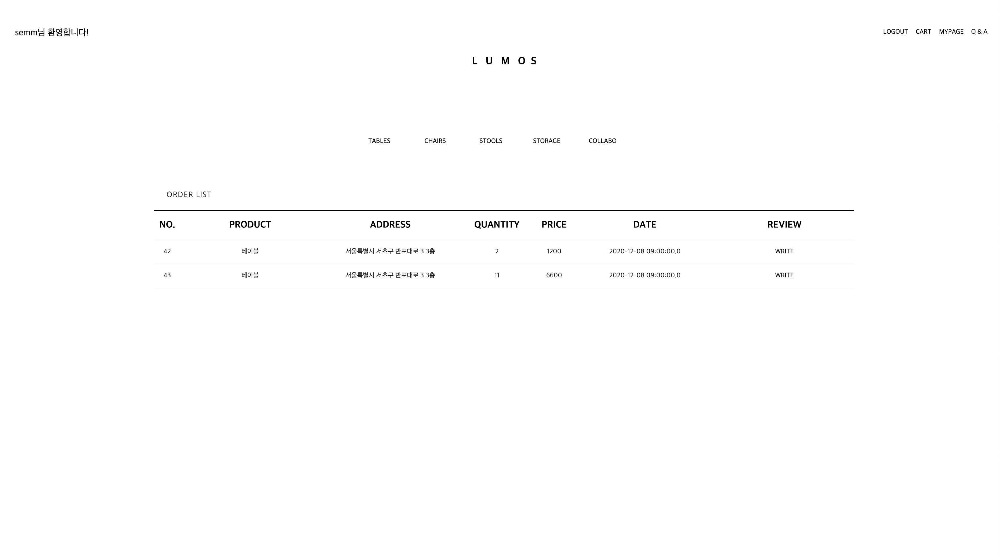 semm님 환영합니다!
LOGOUT CART MYPAGE Q & A
L U M O S
TABLES CHAIRS STOOLS STORAGE COLLABO
ORDER LIST
NO. PRODUCT ADDRESS QUANTITY PRICE DATE REVIEW
42 테이블 서울특별시 서초구 반포대로 3 3층 2 1200 2020-12-08 09:00:00.0 WRITE
43 테이블 서울특별시 서초구 반포대로 3 3층 11 6600 2020-12-08 09:00:00.0 WRITE